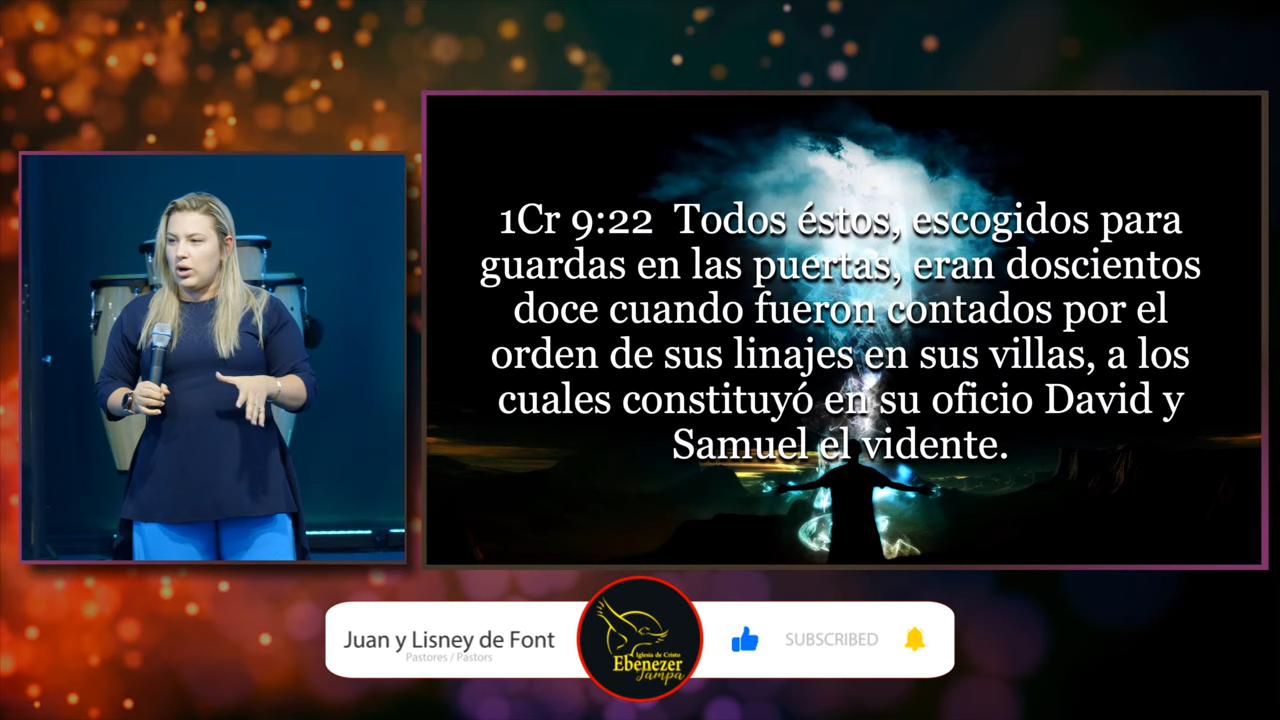 1Cr 9:22  Todos éstos, escogidos para
guardas en las puertas, eran doscientos
doce cuando fueron contados por el
orden de sus linajes en sus villas, a los
cuales constituyó en su oficio David y
Samuel el vidente.
Juan y Lisney de Font
Pastores / Pastors
Iglesia de Cristo
Ebenezer
Tampa
SUBSCRIBED